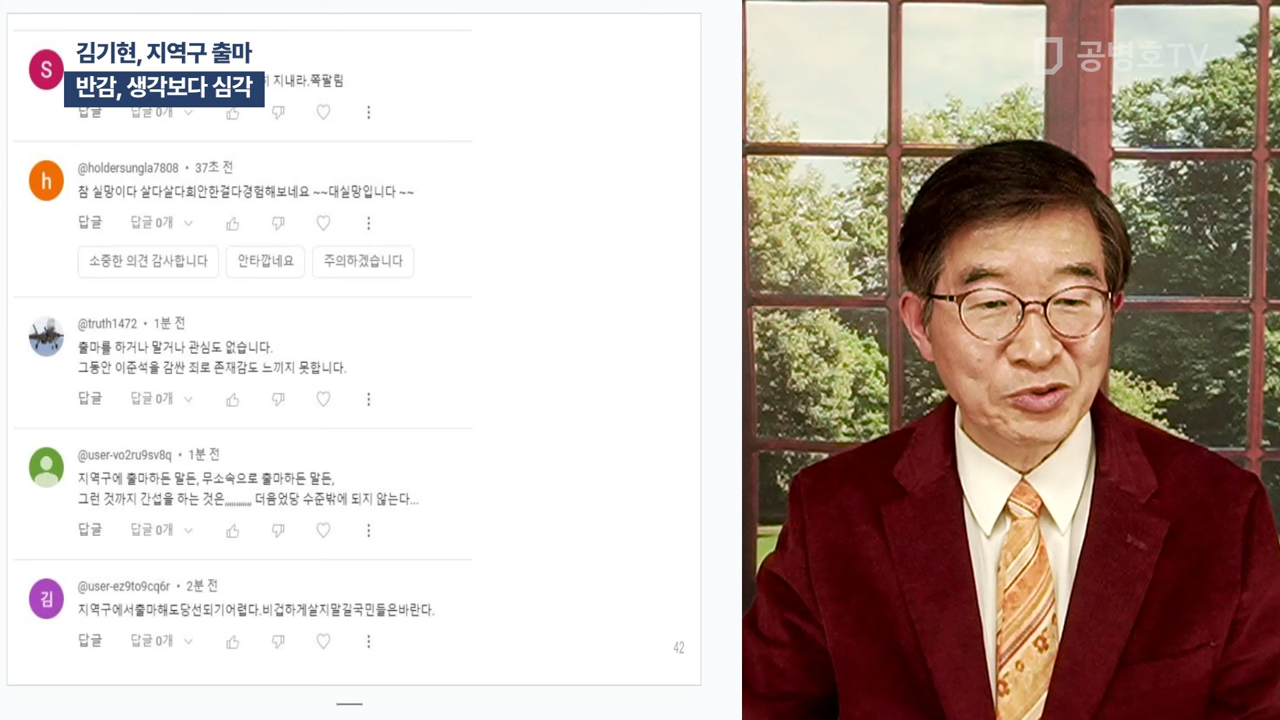 김기현, 지역구 출마
반감, 생각보다 심각
S
지내라.쪽팔림
답글 답글 0개
h
@holdersungla7808 • 37초 전
참 실망이다 살다살다희안한걸다경험해보네요 ~~대실망입니다 ~~
답글 답글 0개
소중한 의견 감사합니다 안타깝네요 주의하겠습니다
@truth1472 • 1분 전
출마를 하거나 말거나 관심도 없습니다.
그동안 이준석을 감싼 죄로 존재감도 느끼지 못합니다.
답글 답글 0개
@user-vo2ru9sv8q • 1분 전
지역구에 출마하든 말든, 무소속으로 출마하든 말든,
그런 것까지 간섭을 하는 것은,,,,,,,,,,, 더음었당 수준밖에 되지 않는다...
답글 답글 0개
김
@user-ez9to9cq6r • 2분 전
지역구에서출마해도당선되기어렵다.비겁하게살지말길국민들은바란다.
답글 답글 0개
42
공병호TV